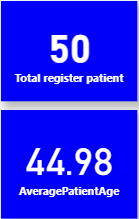 50
Total register patient
44.98
AveragePatientAge